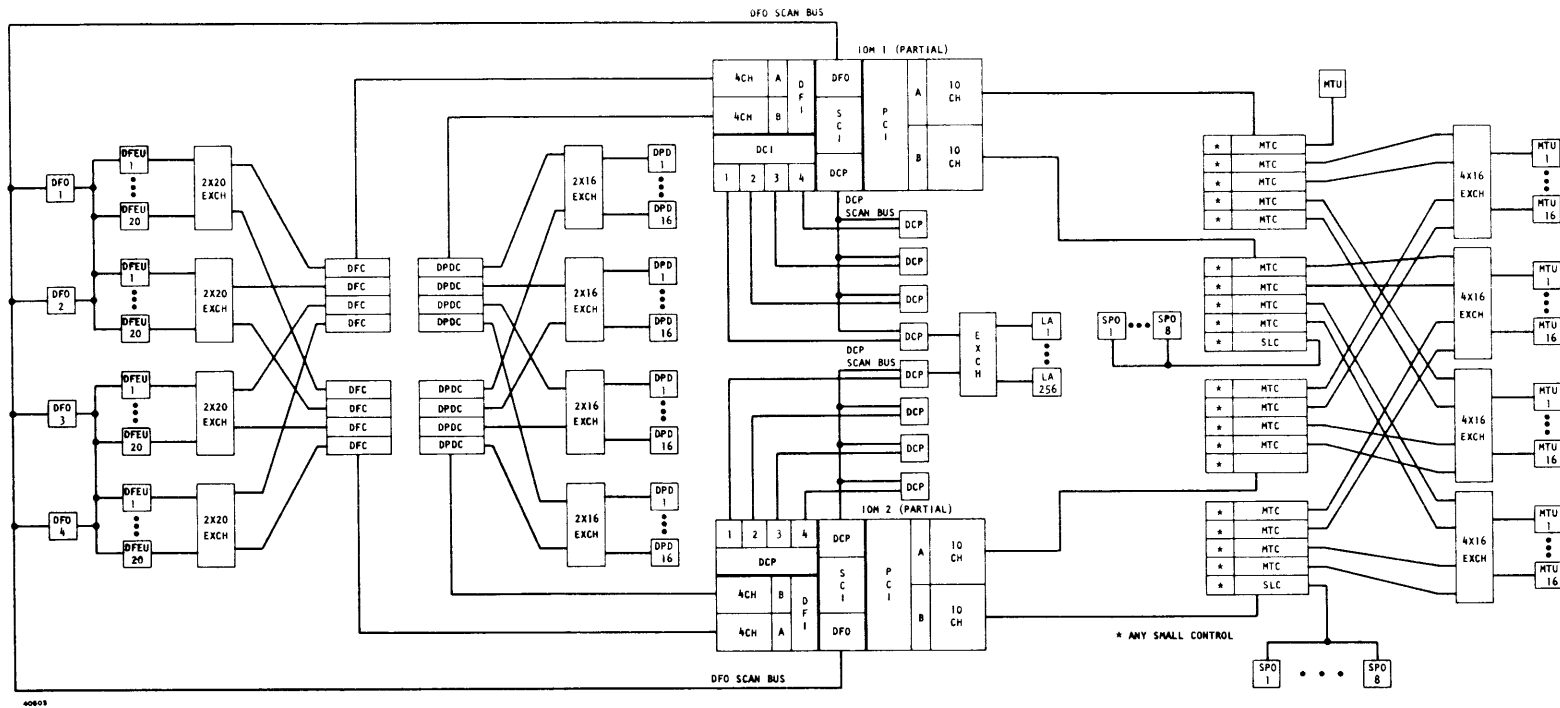 DFO SCAN BUS
IOM 1 (PARTIAL)
4CH A
4CH B
DFI
DFO
SCI
DCP
PCI
A 10 CH
B 10 CH
DCI
1 2 3 4
DFO 1
DFEU 1
DFEU 20
2X20 EXCH
DFO 2
DFEU 1
DFEU 20
2X20 EXCH
DFO 3
DFEU 1
DFEU 20
2X20 EXCH
DFO 4
DFEU 1
DFEU 20
2X20 EXCH
DFC
DFC
DFC
DFC
DFC
DFC
DFC
DFC
DPDC
DPDC
DPDC
DPDC
DPDC
DPDC
DPDC
DPDC
2X16 EXCH
DPD 1
DPD 16
2X16 EXCH
DPD 1
DPD 16
2X16 EXCH
DPD 1
DPD 16
2X16 EXCH
DPD 1
DPD 16
DCP SCAN BUS
DCP
DCP
DCP
DCP
DCP SCAN BUS
DCP
DCP
DCP
DCP
EXCH
LA 1
LA 256
MTU
* MTC
* MTC
* MTC
* MTC
* MTC
* MTC
* MTC
* MTC
* MTC
* SLC
SPO 1
SPO 8
* MTC
* MTC
* MTC
* MTC
*
* MTC
* MTC
* MTC
* MTC
* SLC
4X16 EXCH
MTU 1
MTU 16
4X16 EXCH
MTU 1
MTU 16
4X16 EXCH
MTU 1
MTU 16
4X16 EXCH
MTU 1
MTU 16
IOM 2 (PARTIAL)
1 2 3 4
DCP
DCP
SCI
DFO
4CH B
4CH A
DFI
PCI
A 10 CH
B 10 CH
* ANY SMALL CONTROL
SPO 1
SPO 8
DFO SCAN BUS
40803